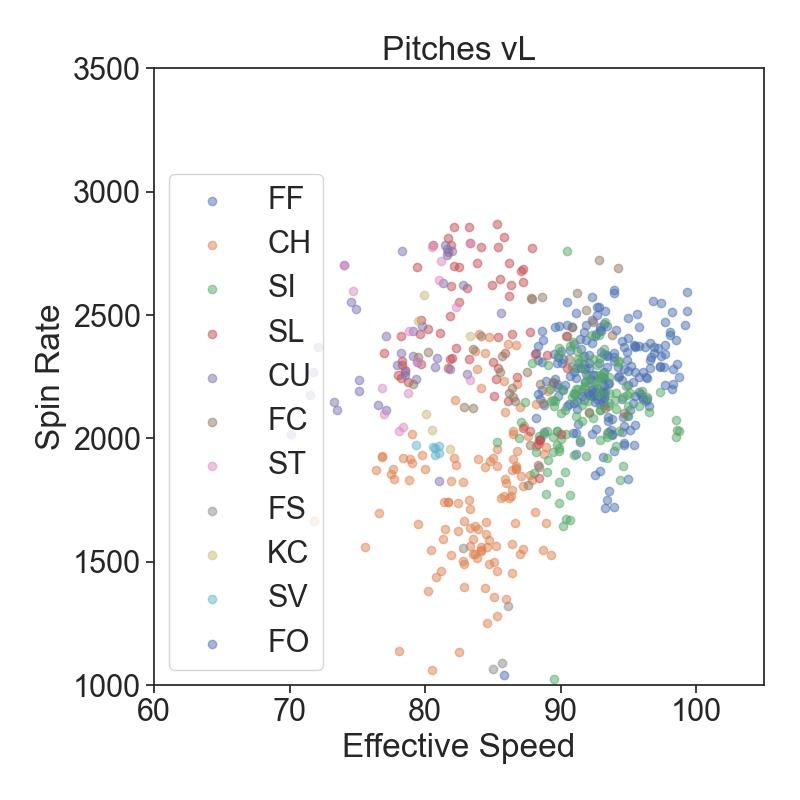 Pitches vL
3500
3000
2500
2000
1500
1000
Spin Rate
FF
CH
SI
SL
CU
FC
ST
FS
KC
SV
FO
60
70
80
90
100
Effective Speed